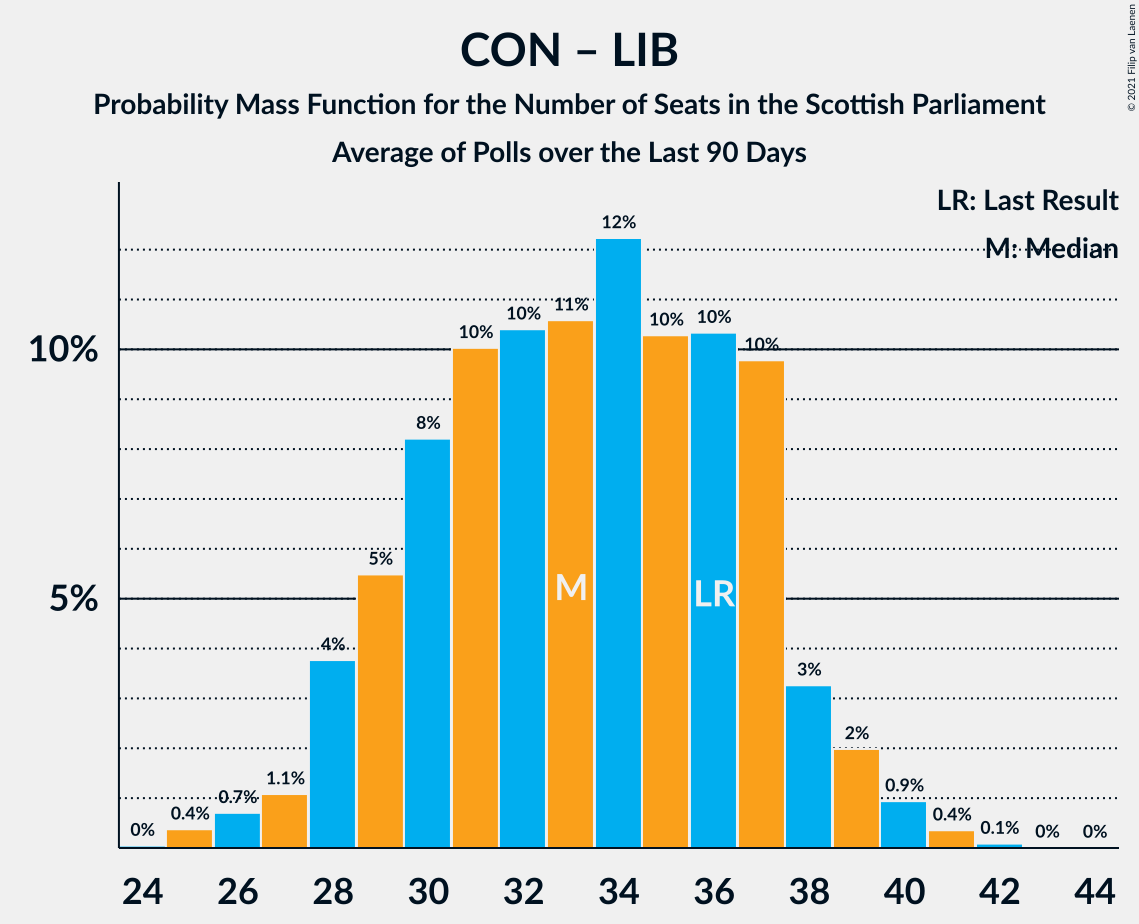 CON – LIB
Probability Mass Function for the Number of Seats in the Scottish Parliament
Average of Polls over the Last 90 Days
© 2021 Filip van Laenen
LR: Last Result
M: Median
10%
5%
0%
0.4%
0.7%
1.1%
4%
5%
8%
10%
10%
11%
12%
10%
10%
10%
3%
2%
0.9%
0.4%
0.1%
0%
0%
M
LR
24 26 28 30 32 34 36 38 40 42 44